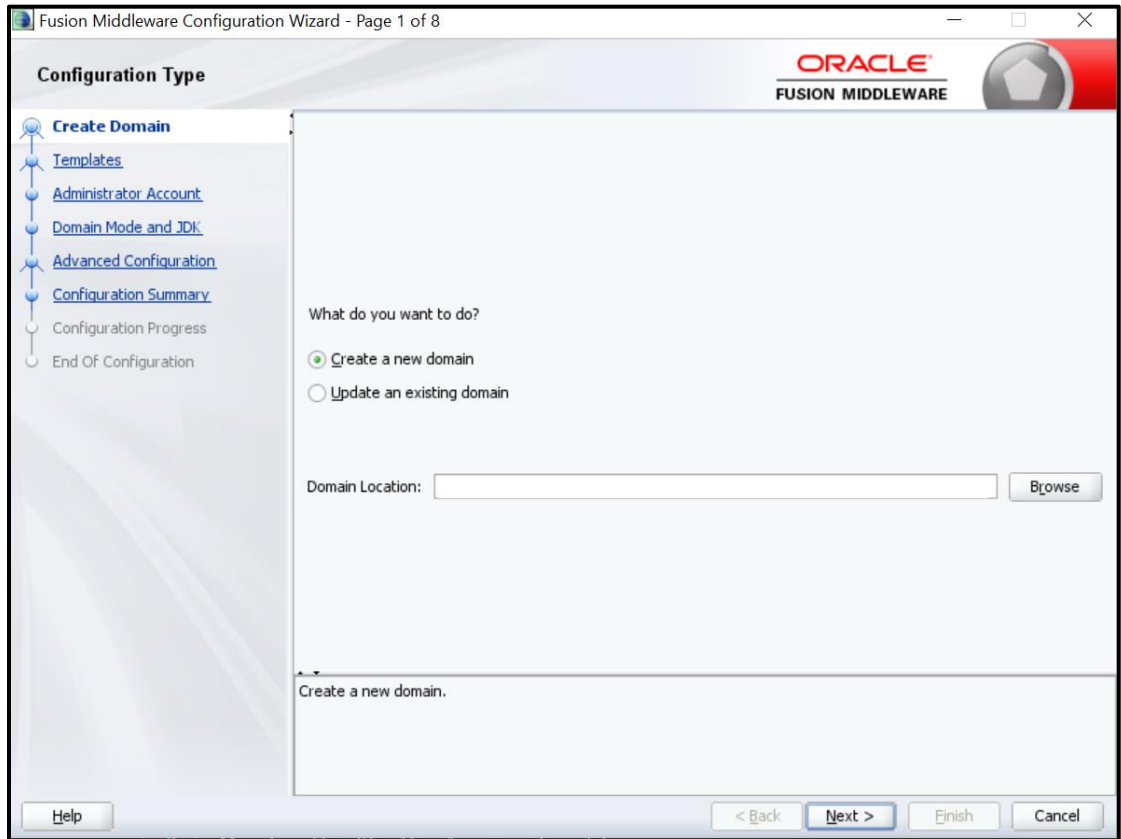 Fusion Middleware Configuration Wizard - Page 1 of 8
Configuration Type
ORACLE
FUSION MIDDLEWARE
Create Domain
Templates
Administrator Account
Domain Mode and JDK
Advanced Configuration
Configuration Summary
Configuration Progress
End Of Configuration
What do you want to do?
Create a new domain
Update an existing domain
Domain Location:
Browse
Create a new domain.
Help
< Back
Next >
Finish
Cancel